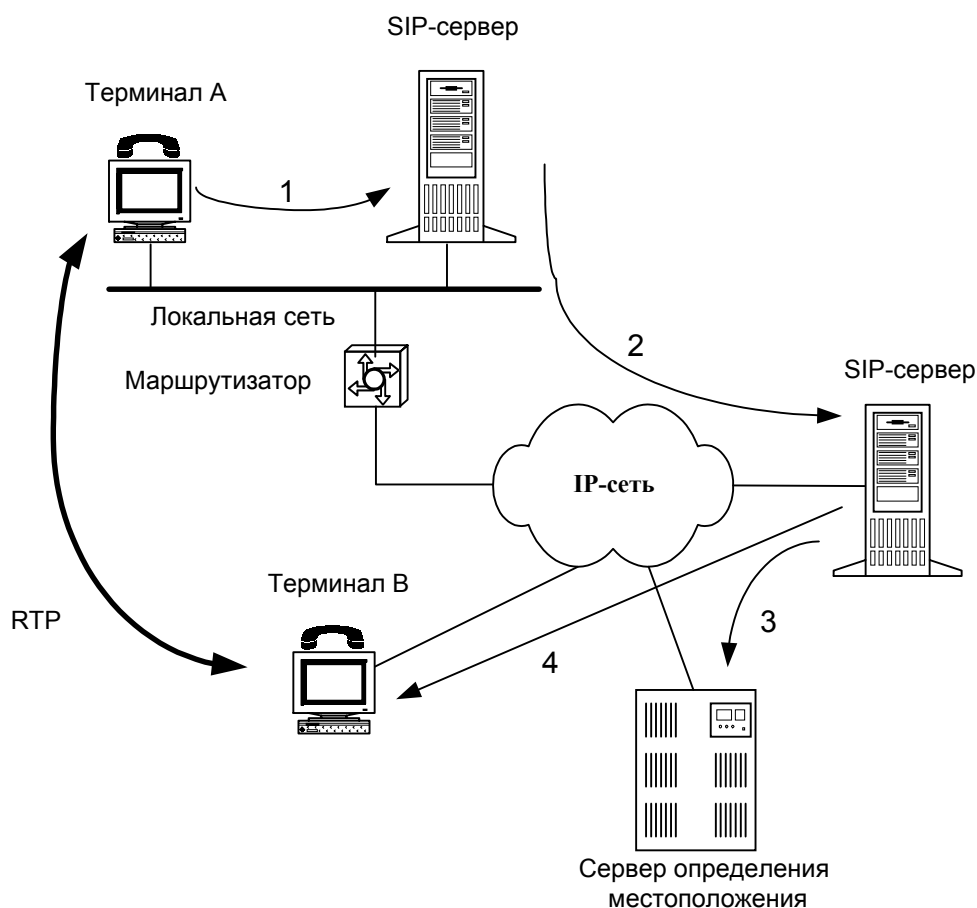 SIP-сервер
Терминал А
1
Локальная сеть
2
Маршрутизатор
SIP-сервер
IP-сеть
Терминал В
RTP
3
4
Сервер определения
местоположения